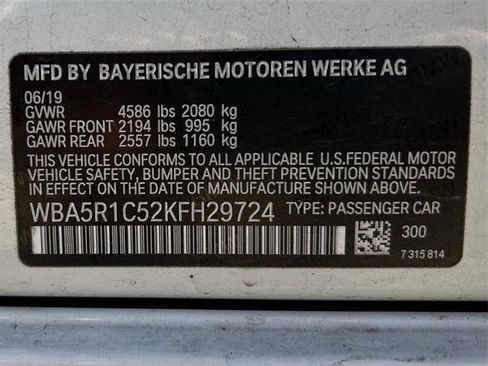 MFD BY BAYERISCHE MOTOREN WERKE AG
06/19
GVWR 4586 lbs 2080 kg
GAWR FRONT 2194 lbs 995 kg
GAWR REAR 2557 lbs 1160 kg
THIS VEHICLE CONFORMS TO ALL APPLICABLE U.S.FEDERAL MOTOR
VEHICLE SAFETY, BUMPER AND THEFT PREVENTION STANDARDS IN
EFFECT ON THE DATE OF MANUFACTURE SHOWN ABOVE.
WBA5R1C52KFH29724 TYPE: PASSENGER CAR
300
7 315 814